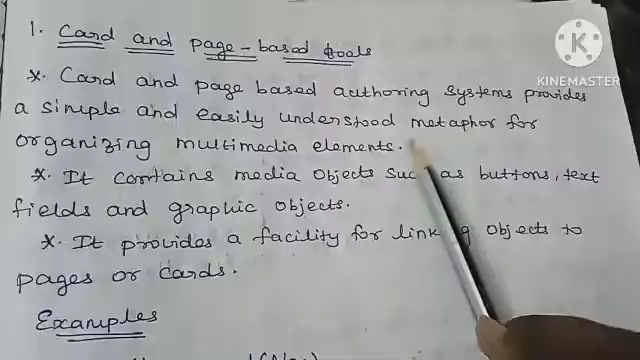 1. Card and page-based tools
KINEMASTER
*. Card and page based authoring systems provides
a simple and easily understood metaphor for
organizing multimedia elements.
*. It contains media objects such as buttons, text
fields and graphic objects.
*. It provides a facility for linking objects to
pages or cards.
Examples